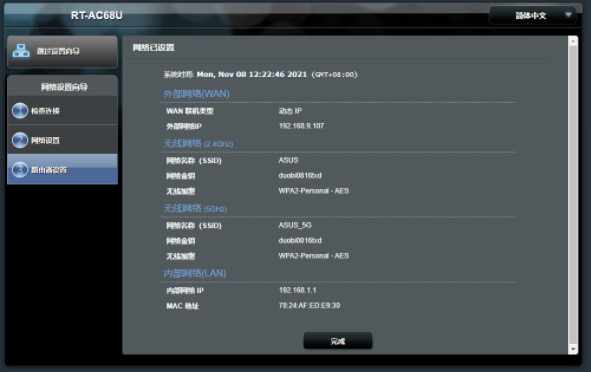 RT-AC68U
简体中文
跳过设置向导
网络设置向导
1 检查连接
2 网络设置
3 路由器设置
网络已设置
系统时间: Mon, Nov 08 12:22:46 2021 (GMT+08:00)
外部网络(WAN)
WAN 联机类型 动态 IP
外部网络IP 192.168.9.107
无线网络 (2.4GHz)
网络名称 (SSID) ASUS
网络金钥 duobi0816txd
无线加密 WPA2-Personal - AES
无线网络 (5GHz)
网络名称 (SSID) ASUS_5G
网络金钥 duobi0816txd
无线加密 WPA2-Personal - AES
内部网络(LAN)
内部网络 IP 192.168.1.1
MAC 地址 78:24:AF:ED:E9:30
完成